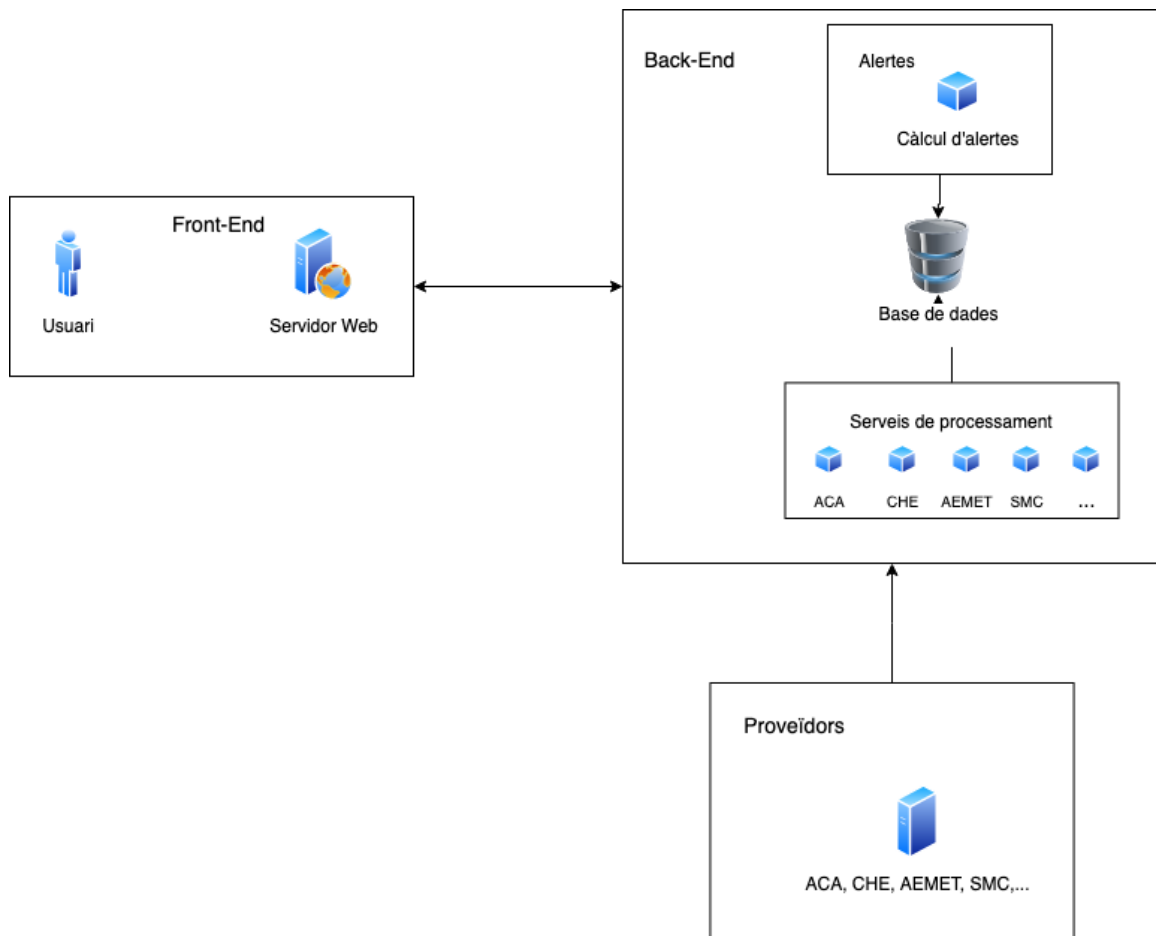 Back-End
Alertes
Càlcul d'alertes
Front-End
Usuari
Servidor Web
Base de dades
Serveis de processament
ACA
CHE
AEMET
SMC
...
Proveïdors
ACA, CHE, AEMET, SMC,...